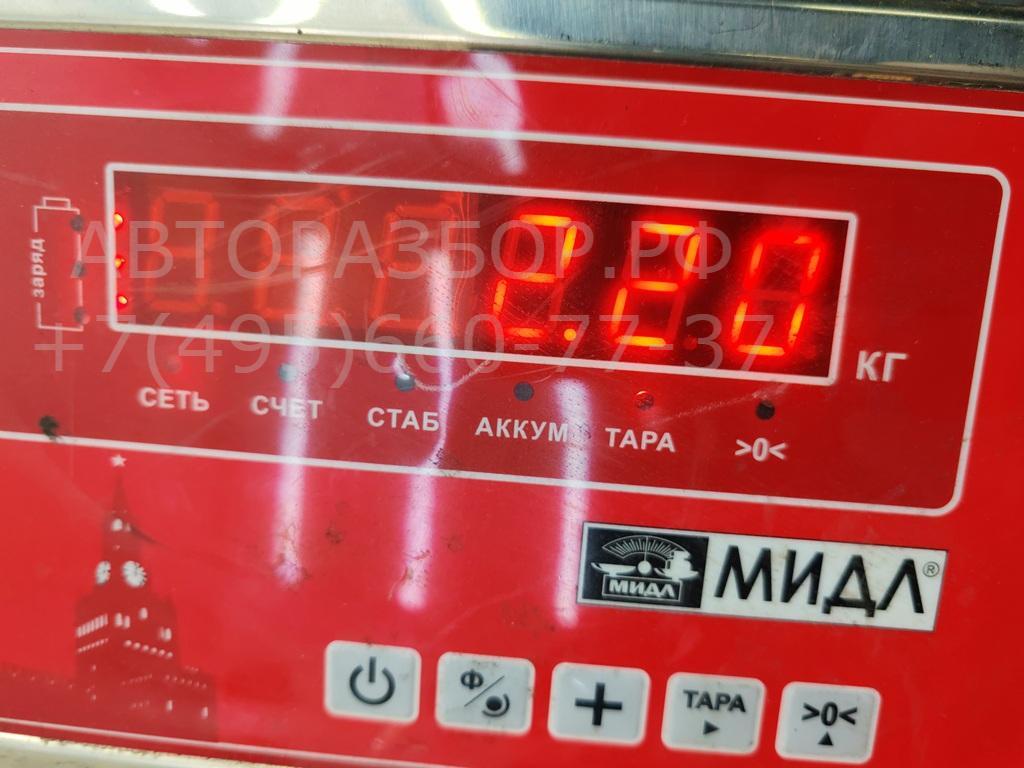 АВТОРАЗБОР.РФ
2.20
+7(495)660-77-37
заряд
КГ
СЕТЬ СЧЕТ СТАБ АККУМ ТАРА >0<
МИДЛ МИДЛ®
Ф
+
ТАРА
>0<